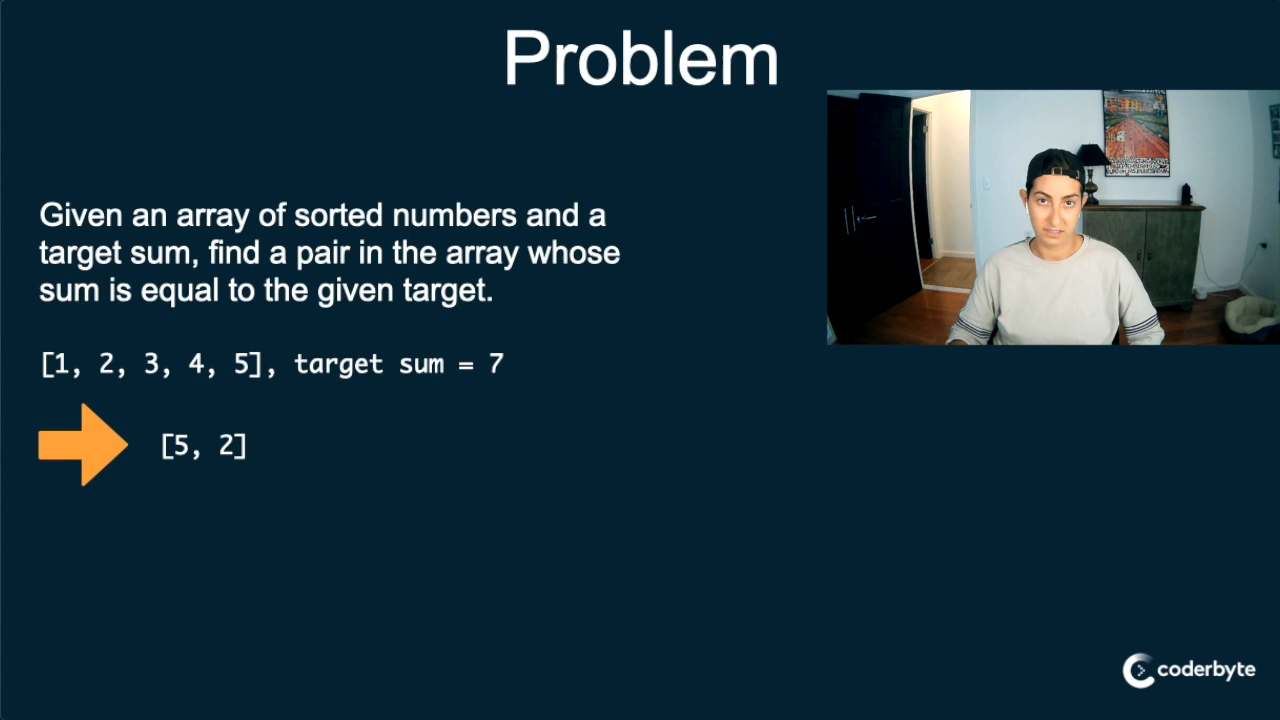 Problem
Given an array of sorted numbers and a
target sum, find a pair in the array whose
sum is equal to the given target.
[1, 2, 3, 4, 5], target sum = 7
[5, 2]
coderbyte